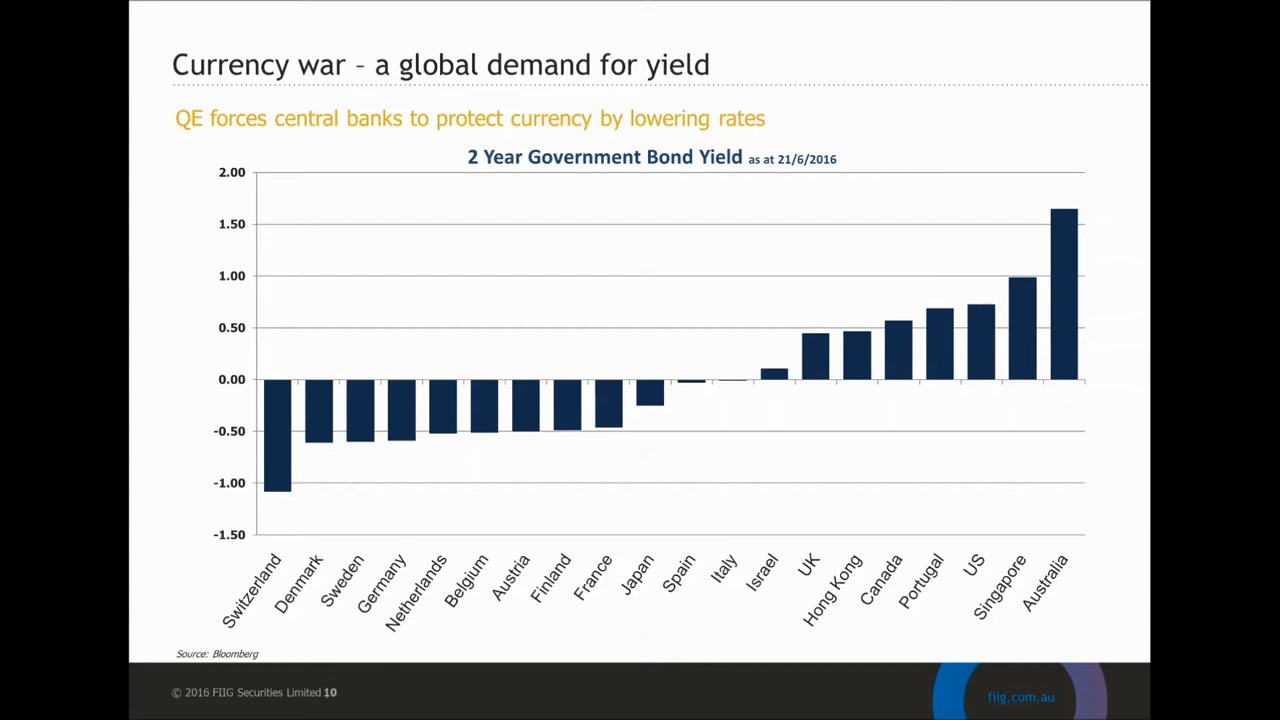 Currency war – a global demand for yield
QE forces central banks to protect currency by lowering rates
2 Year Government Bond Yield as at 21/6/2016
2.00
1.50
1.00
0.50
0.00
-0.50
-1.00
-1.50
Switzerland
Denmark
Sweden
Germany
Netherlands
Belgium
Austria
Finland
France
Japan
Spain
Italy
Israel
UK
Hong Kong
Canada
Portugal
US
Singapore
Australia
Source: Bloomberg
© 2016 FIIG Securities Limited 10
fiig.com.au